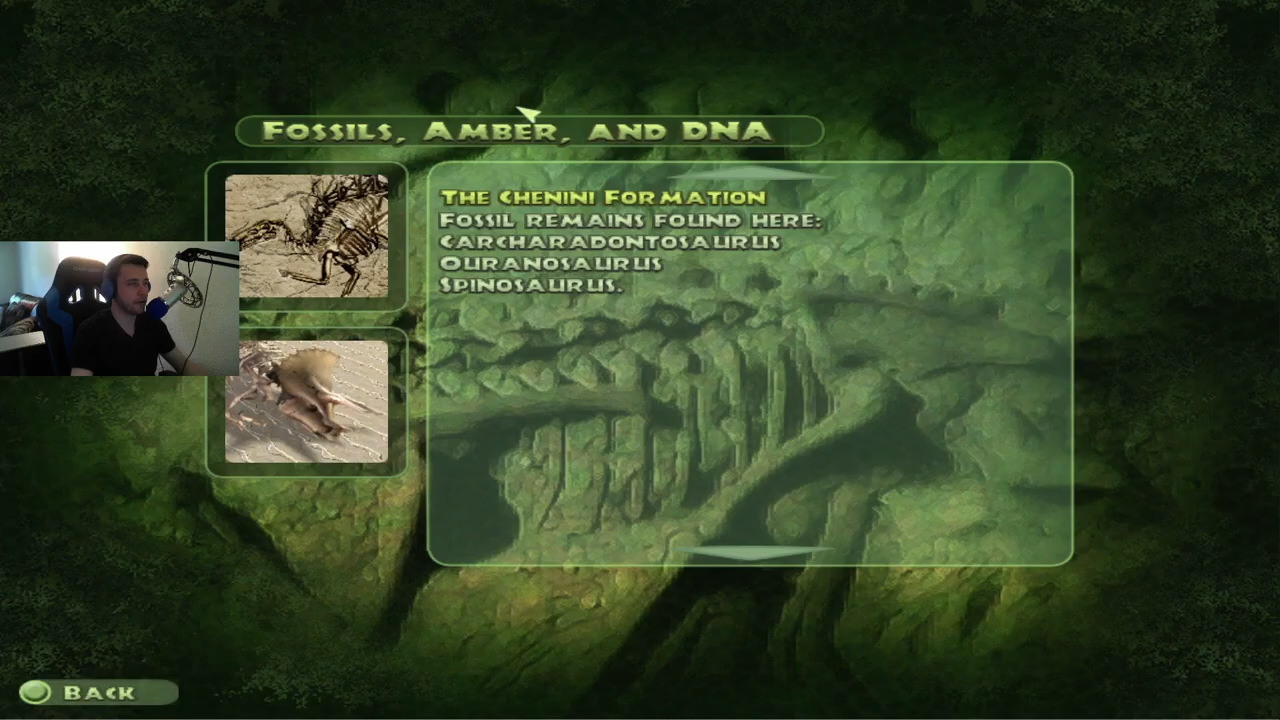 Fossils, Amber, and DNA
The Chenini Formation
Fossil remains found here:
Carcharadontosaurus
Ouranosaurus
Spinosaurus.
Back